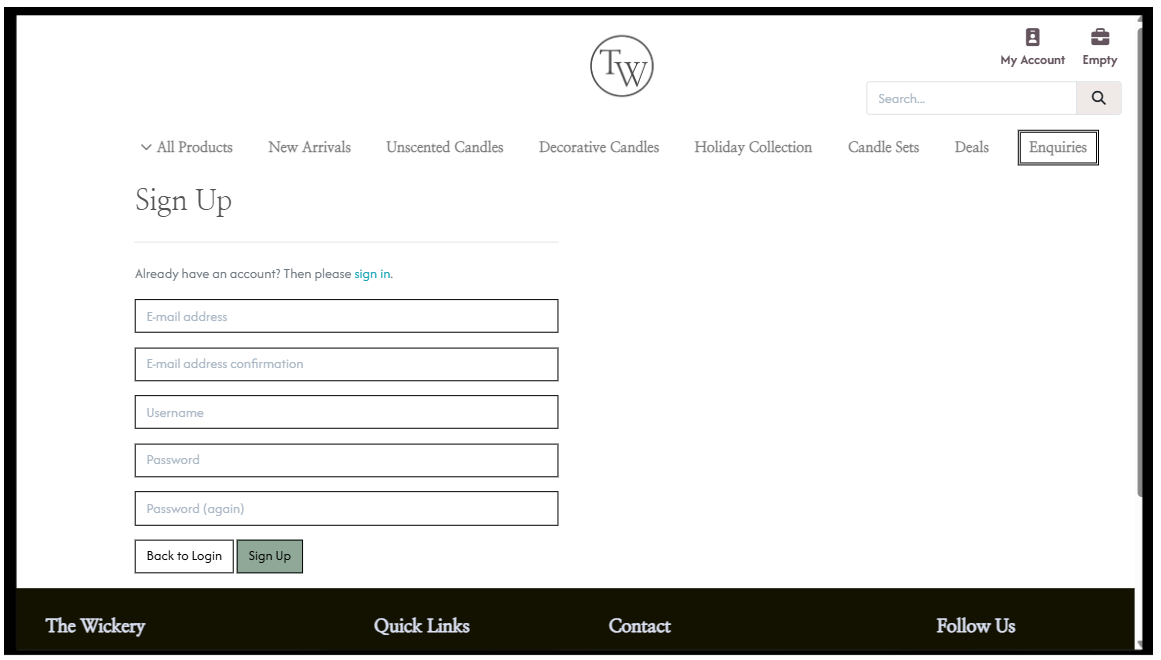 TW
My Account
Empty
Search...
All Products
New Arrivals
Unscented Candles
Decorative Candles
Holiday Collection
Candle Sets
Deals
Enquiries
Sign Up
Already have an account? Then please sign in.
E-mail address
E-mail address confirmation
Username
Password
Password (again)
Back to Login
Sign Up
The Wickery
Quick Links
Contact
Follow Us